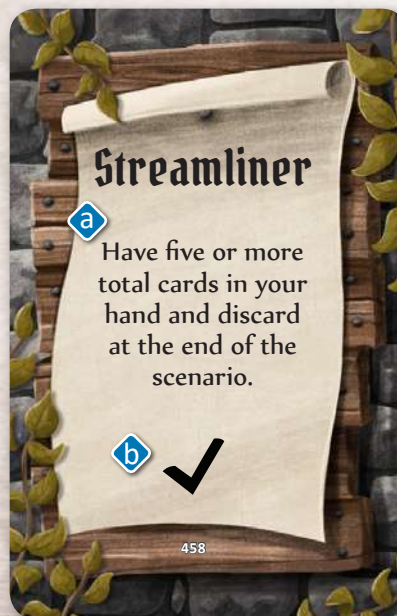 Streamliner
a
Have five or more
total cards in your
hand and discard
at the end of the
scenario.
b
458